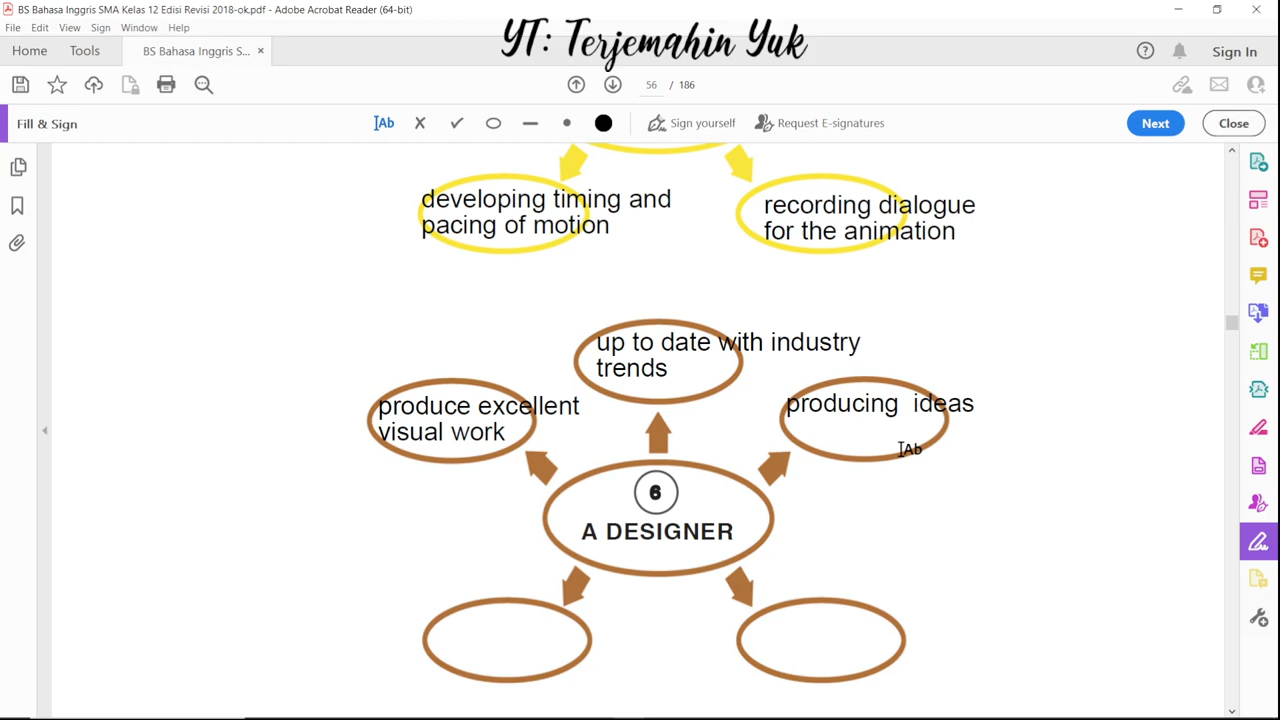 BS Bahasa Inggris SMA Kelas 12 Edisi Revisi 2018-ok.pdf - Adobe Acrobat Reader (64-bit)
YT: Terjemahin Yuk
File Edit View Sign Window Help
Home Tools BS Bahasa Inggris S... × Sign In
56 / 186
Fill & Sign Ab Sign yourself Request E-signatures Next Close
developing timing and
pacing of motion
recording dialogue
for the animation
up to date with industry
trends
produce excellent
visual work
producing ideas
Ab
6
A DESIGNER